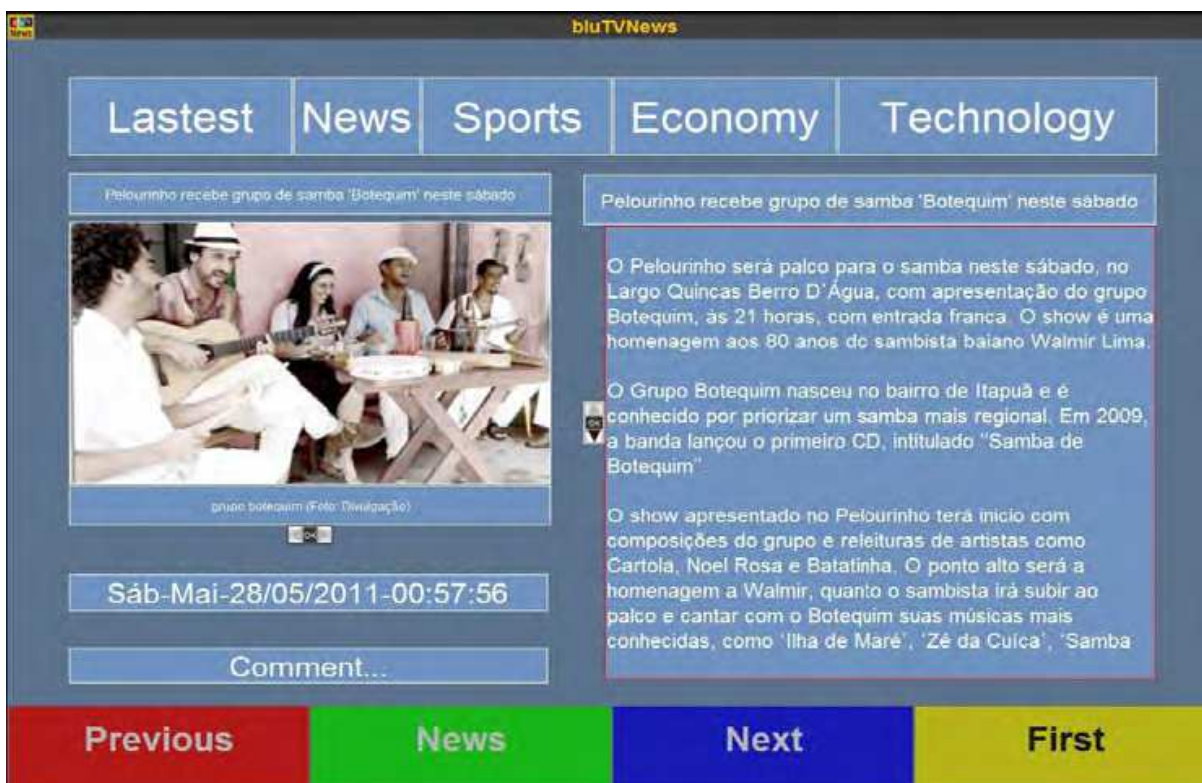 News
bluTVNews
Lastest News Sports Economy Technology
Pelourinho recebe grupo de samba 'Botequim' neste sábado
grupo botequim (Foto: Divulgação)
OK
Sáb-Mai-28/05/2011-00:57:56
Comment...
Pelourinho recebe grupo de samba 'Botequim' neste sábado
O Pelourinho será palco para o samba neste sábado, no
Largo Quincas Berro D`Água, com apresentação do grupo
Botequim, às 21 horas, com entrada franca. O show é uma
homenagem aos 80 anos do sambista baiano Walmir Lima.
O Grupo Botequim nasceu no bairro de Itapuã e é
conhecido por priorizar um samba mais regional. Em 2009,
a banda lançou o primeiro CD, intitulado "Samba de
Botequim"
O show apresentado no Pelourinho terá inicio com
composições do grupo e releituras de artistas como
Cartola, Noel Rosa e Batatinha. O ponto alto será a
homenagem a Walmir, quanto o sambista irá subir ao
palco e cantar com o Botequim suas músicas mais
conhecidas, como 'Ilha de Maré', 'Zé da Cuíca', 'Samba
OK
Previous News Next First